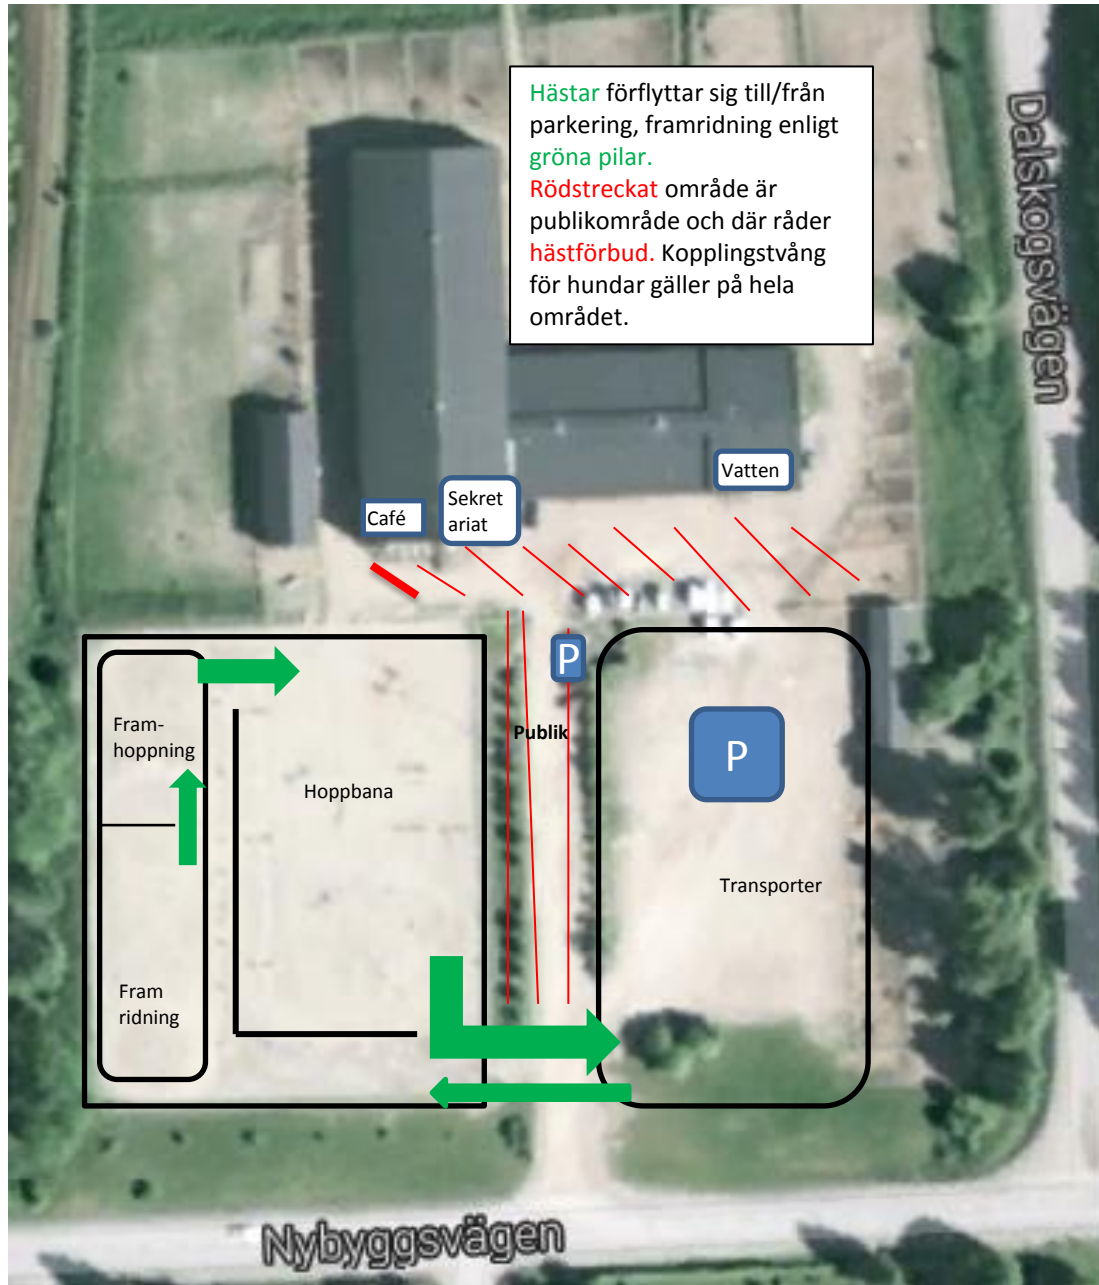 Hästar förflyttar sig till/från
parkering, framridning enligt
gröna pilar.
Rödstreckat område är
publikområde och där råder
hästförbud. Kopplingstvång
för hundar gäller på hela
området.
Dalskogsvägen
Vatten
Sekret
ariat
Café
P
Publik
Fram-
hoppning
P
Hoppbana
Transporter
Fram
ridning
Nybyggsvägen